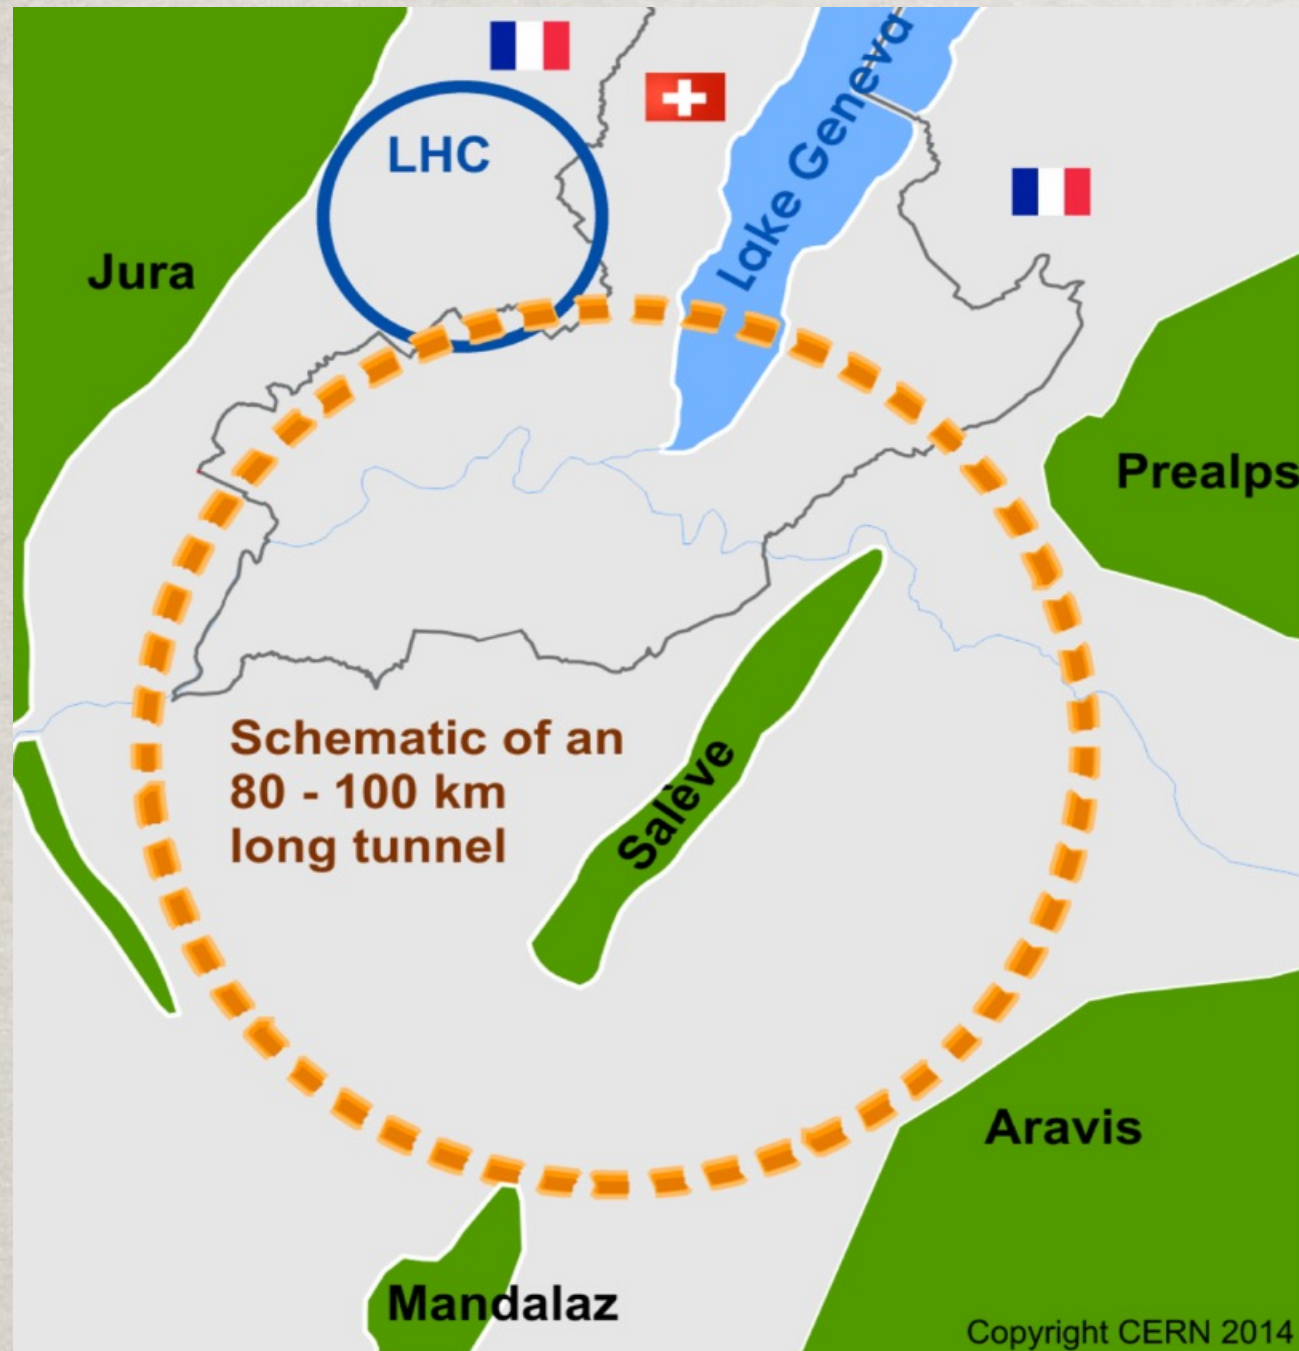 LHC
Lake Geneva
Jura
Prealps
Schematic of an
80 - 100 km
long tunnel
Salève
Aravis
Mandalaz
Copyright CERN 2014